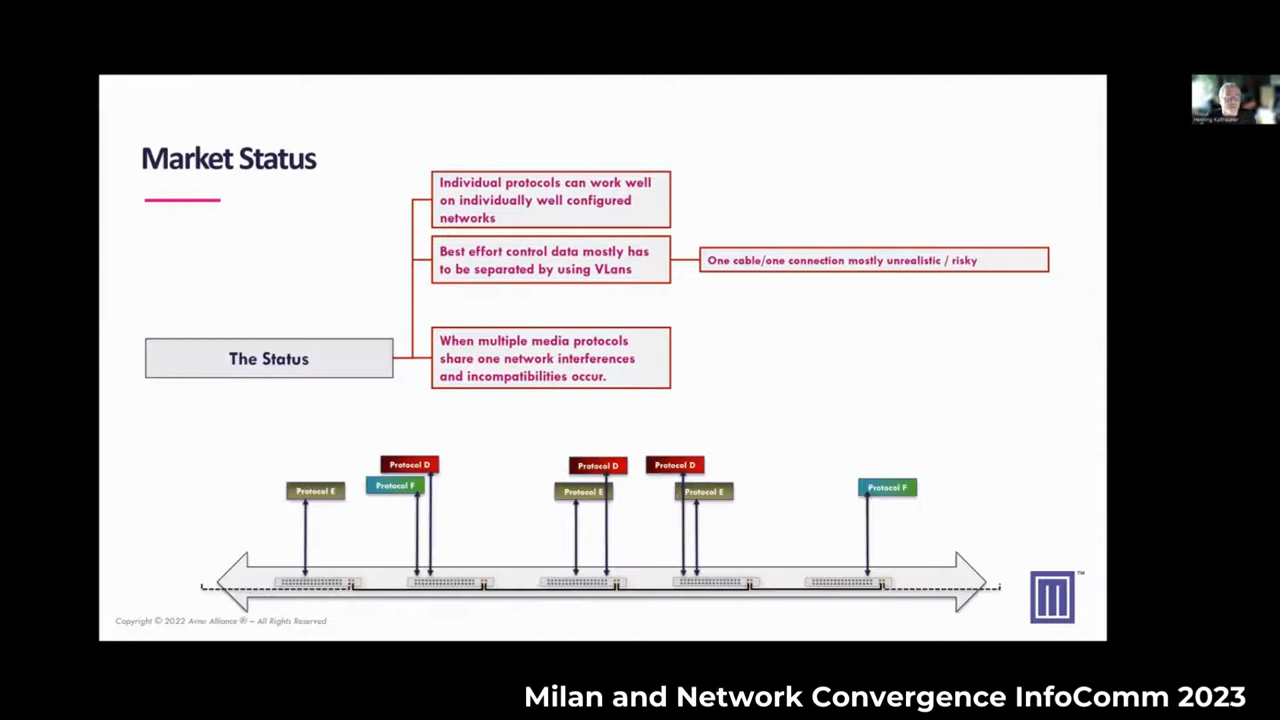 Market Status
Individual protocols can work well
on individually well configured
networks
Best effort control data mostly has
to be separated by using VLans
One cable/one connection mostly unrealistic / risky
The Status
When multiple media protocols
share one network interferences
and incompatibilities occur.
Protocol D
Protocol D
Protocol D
Protocol E
Protocol F
Protocol E
Protocol E
Protocol F
TM
Copyright © 2022 Avnu Alliance ® – All Rights Reserved
Milan and Network Convergence InfoComm 2023